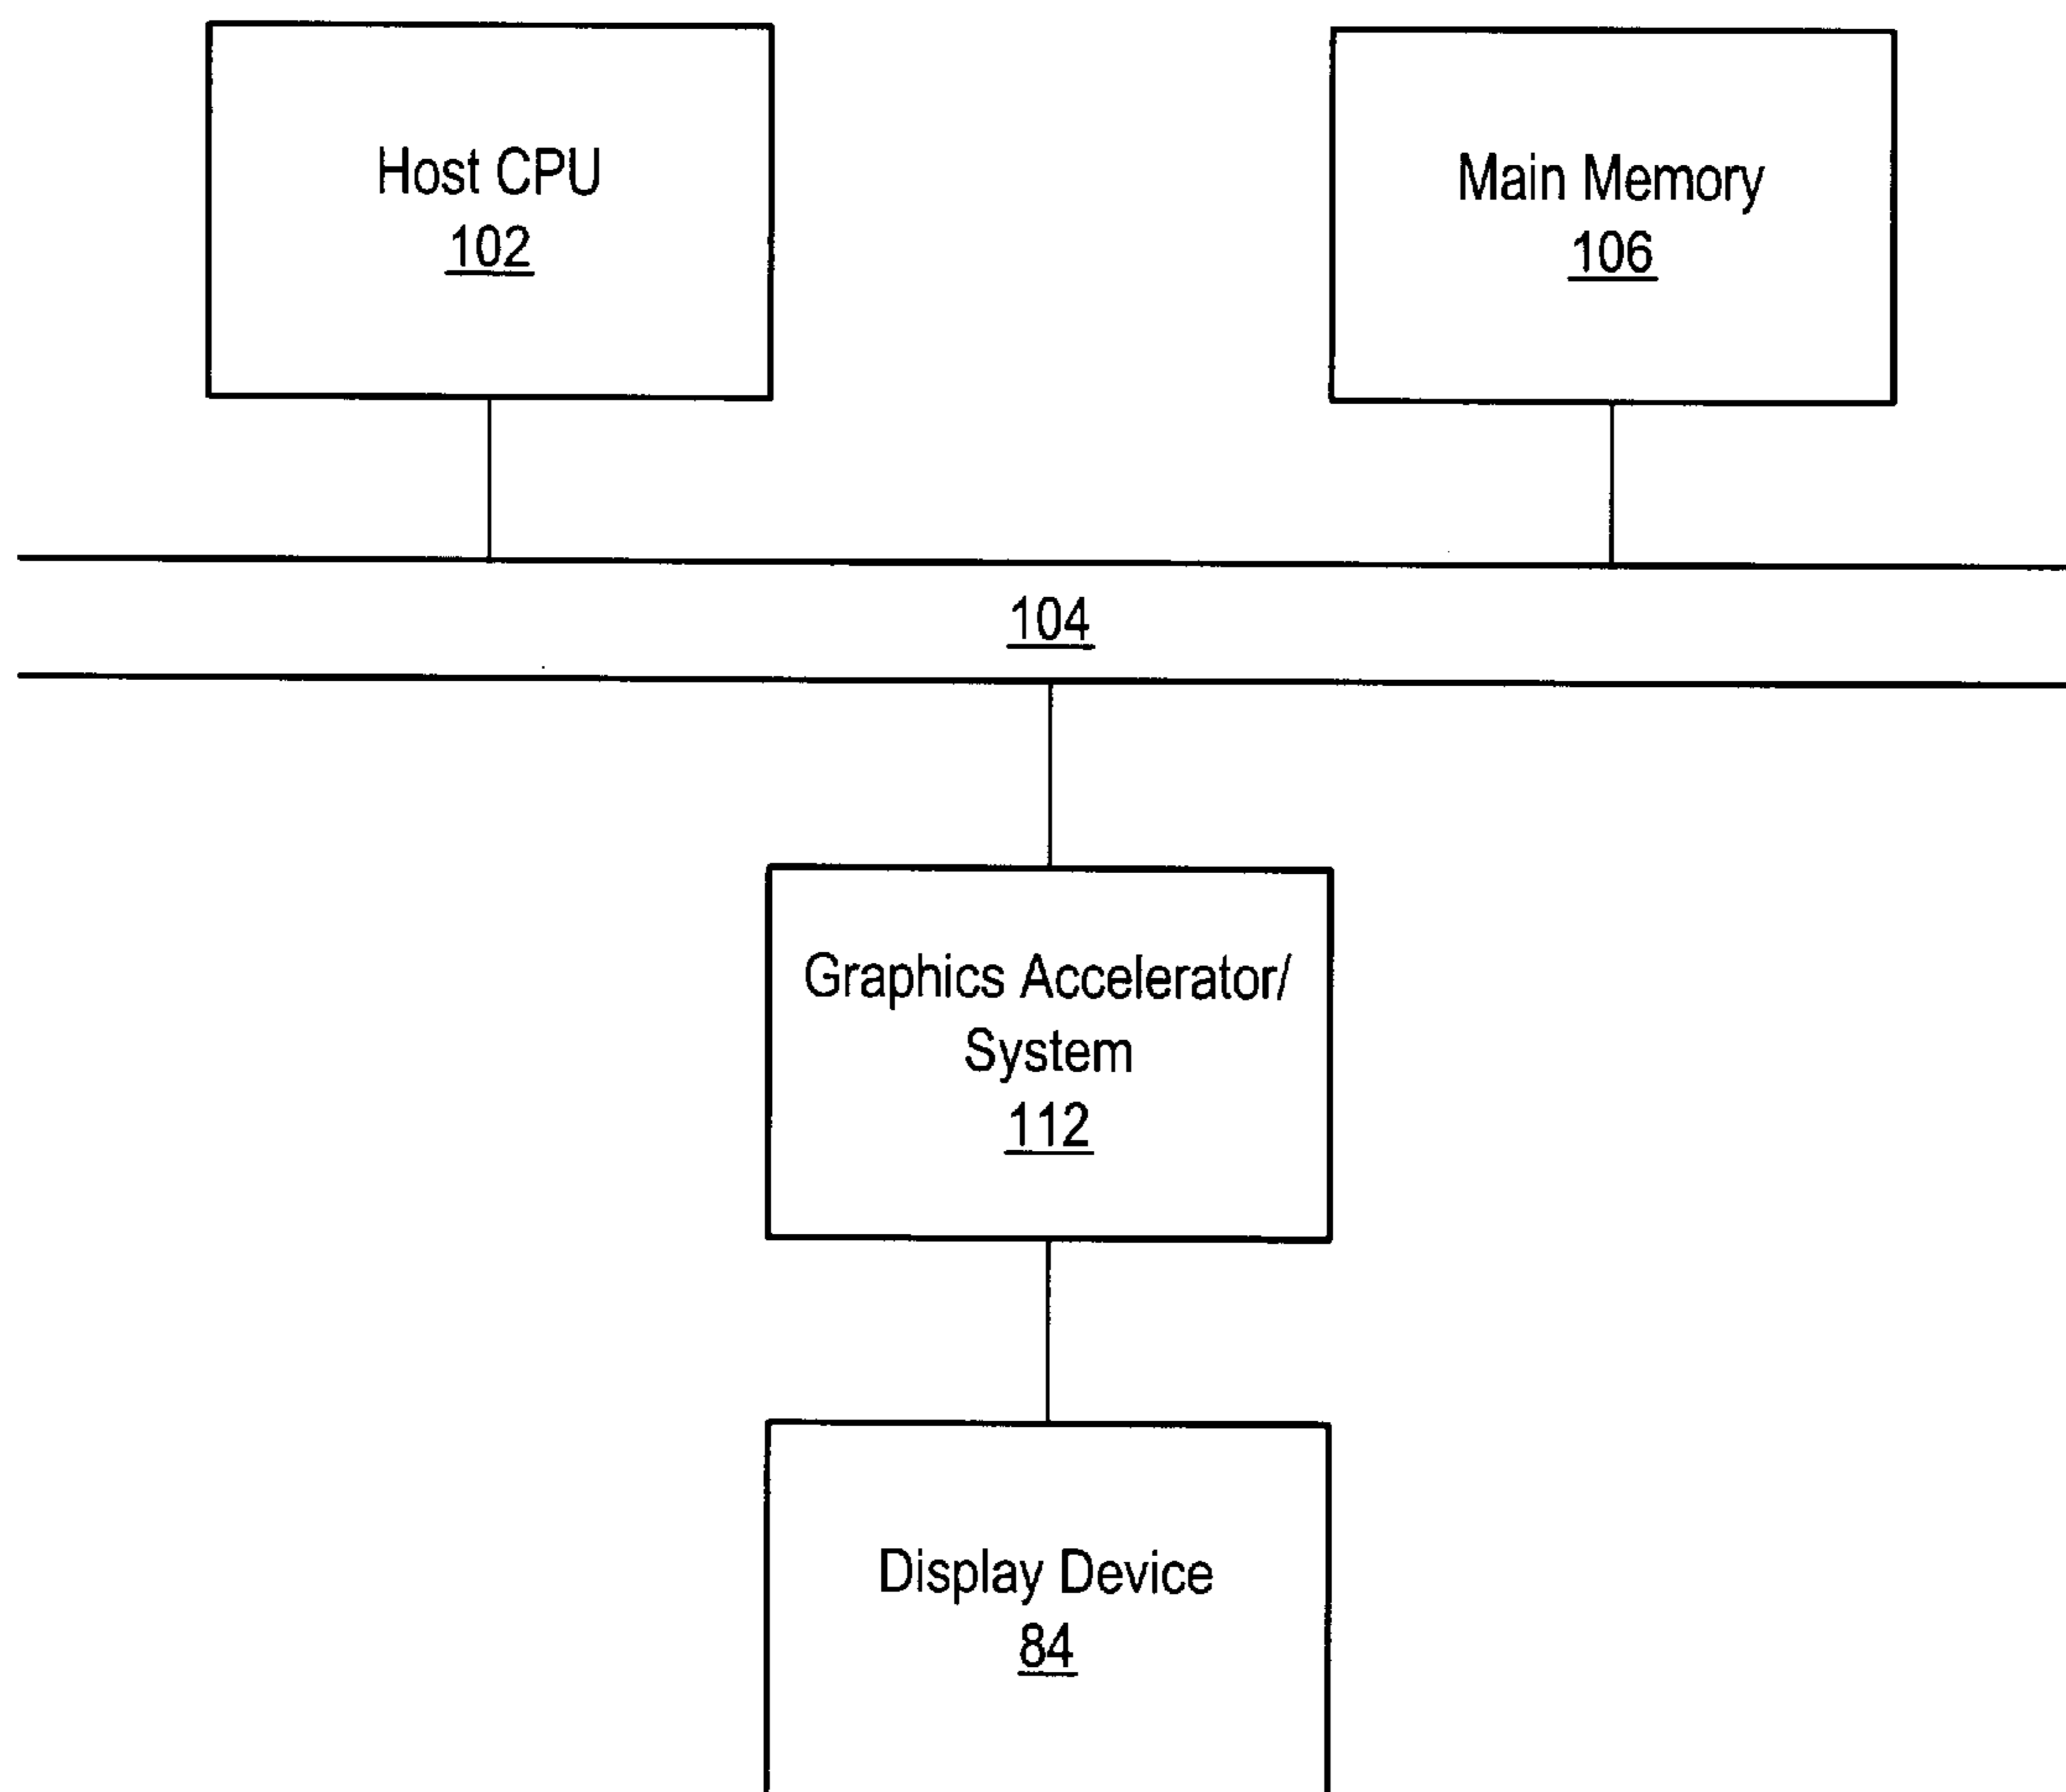 Host CPU
102
Main Memory
106
104
Graphics Accelerator/
System
112
Display Device
84